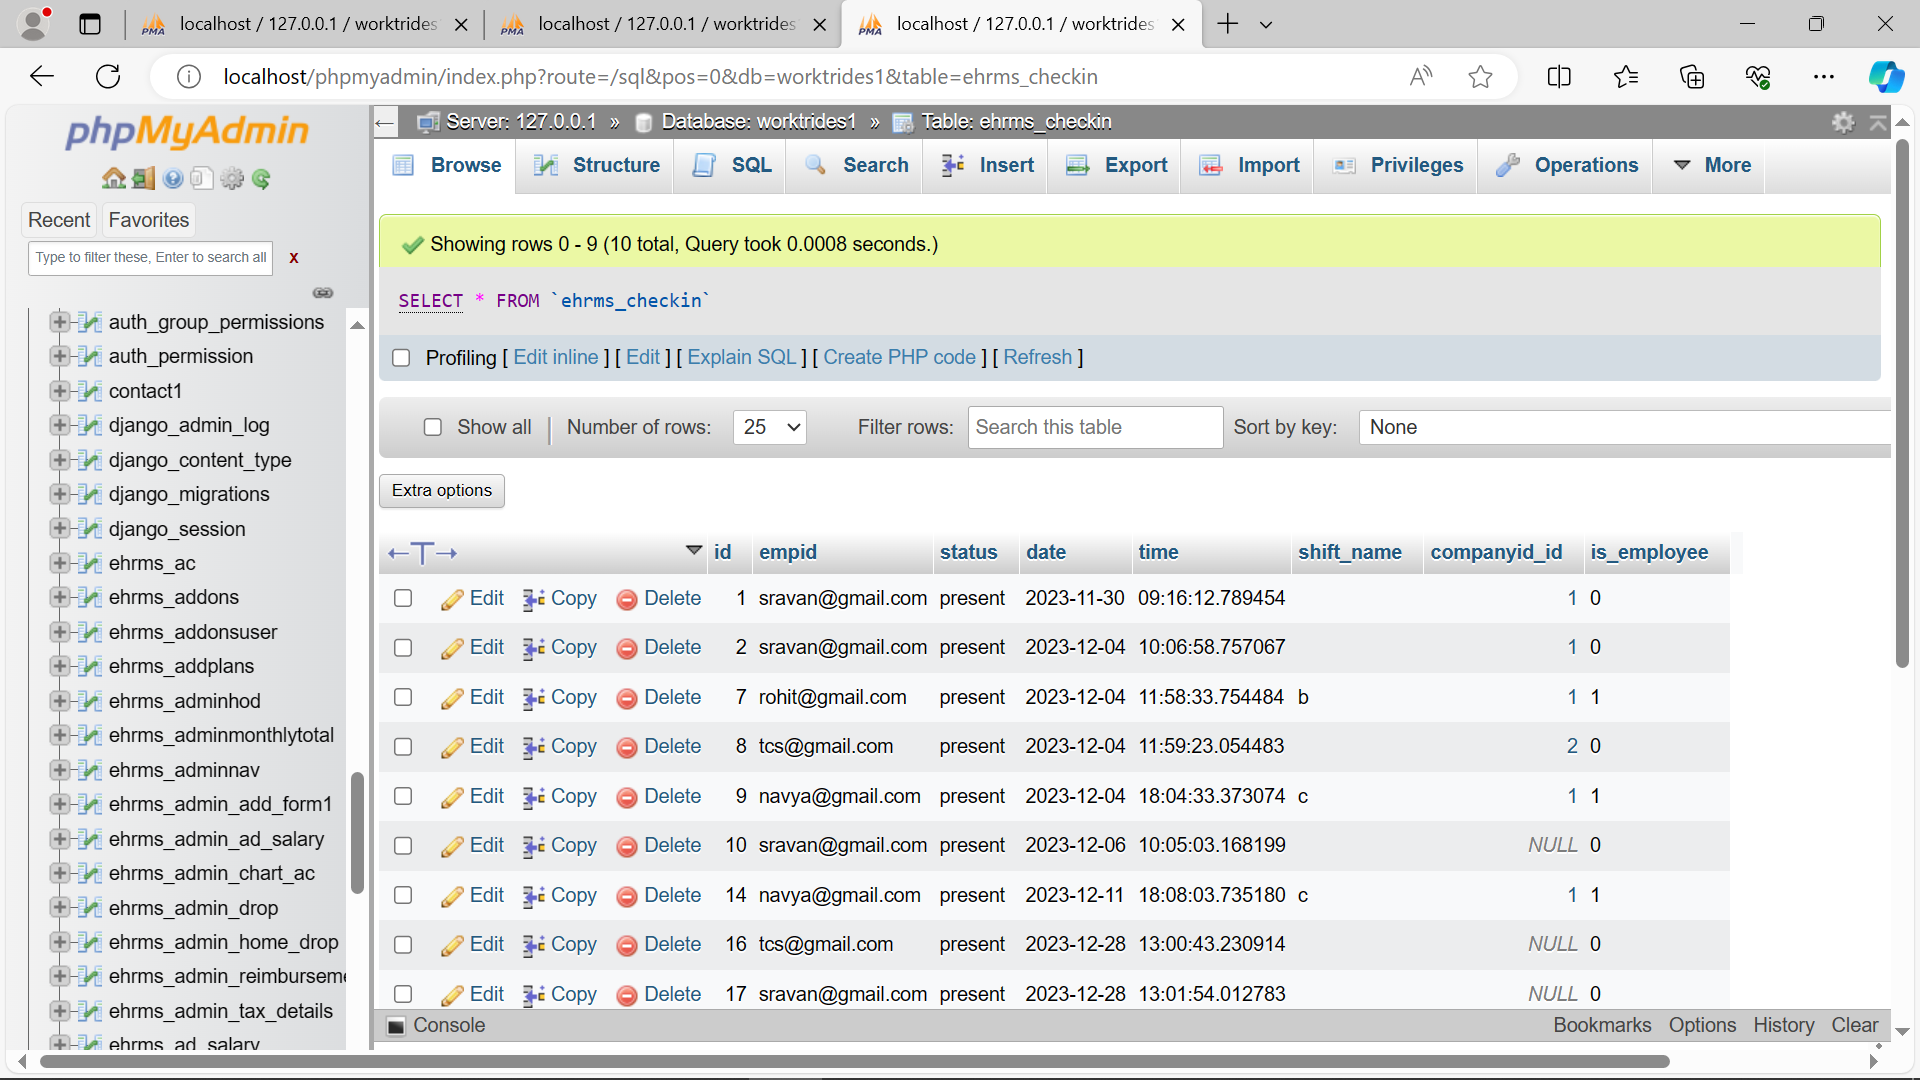 localhost / 127.0.0.1 / worktrides
localhost / 127.0.0.1 / worktrides
localhost / 127.0.0.1 / worktrides
localhost/phpmyadmin/index.php?route=/sql&pos=0&db=worktrides1&table=ehrms_checkin
phpMyAdmin
Recent Favorites
Type to filter these, Enter to search all X
auth_group_permissions
auth_permission
contact1
django_admin_log
django_content_type
django_migrations
django_session
ehrms_ac
ehrms_addons
ehrms_addonsuser
ehrms_addplans
ehrms_adminhod
ehrms_adminmonthlytotal
ehrms_adminnav
ehrms_admin_add_form1
ehrms_admin_ad_salary
ehrms_admin_chart_ac
ehrms_admin_drop
ehrms_admin_home_drop
ehrms_admin_reimburseme
ehrms_admin_tax_details
ehrms_ad_salary
Server: 127.0.0.1 » Database: worktrides1 » Table: ehrms_checkin
Browse Structure SQL Search Insert Export Import Privileges Operations More
Showing rows 0 - 9 (10 total, Query took 0.0008 seconds.)
SELECT * FROM `ehrms_checkin`
Profiling [ Edit inline ] [ Edit ] [ Explain SQL ] [ Create PHP code ] [ Refresh ]
Show all Number of rows: 25 Filter rows: Search this table Sort by key: None
Extra options
id empid status date time shift_name companyid_id is_employee
Edit Copy Delete 1 sravan@gmail.com present 2023-11-30 09:16:12.789454 1 0
Edit Copy Delete 2 sravan@gmail.com present 2023-12-04 10:06:58.757067 1 0
Edit Copy Delete 7 rohit@gmail.com present 2023-12-04 11:58:33.754484 b 1 1
Edit Copy Delete 8 tcs@gmail.com present 2023-12-04 11:59:23.054483 2 0
Edit Copy Delete 9 navya@gmail.com present 2023-12-04 18:04:33.373074 c 1 1
Edit Copy Delete 10 sravan@gmail.com present 2023-12-06 10:05:03.168199 NULL 0
Edit Copy Delete 14 navya@gmail.com present 2023-12-11 18:08:03.735180 c 1 1
Edit Copy Delete 16 tcs@gmail.com present 2023-12-28 13:00:43.230914 NULL 0
Edit Copy Delete 17 sravan@gmail.com present 2023-12-28 13:01:54.012783 NULL 0
Console Bookmarks Options History Clear